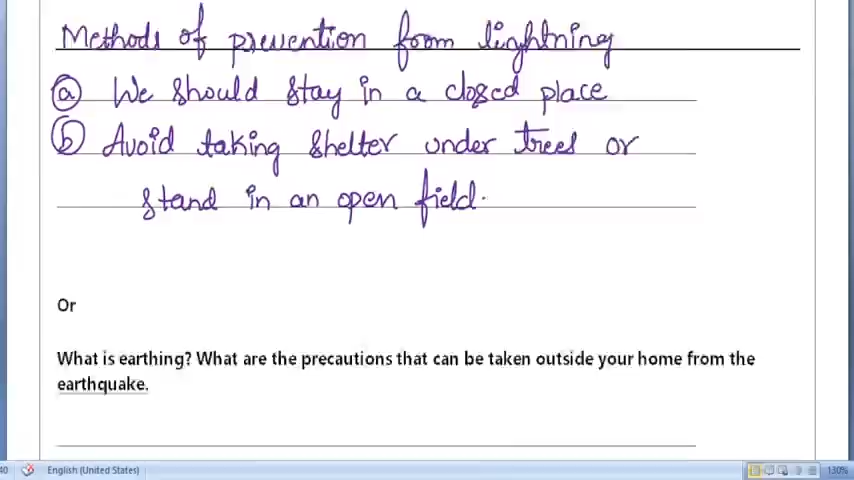 Methods of prevention from lightning
(a) We should stay in a closed place
(b) Avoid taking shelter under trees or
stand in an open field.
Or
What is earthing? What are the precautions that can be taken outside your home from the
earthquake.
40 English (United States) 130%